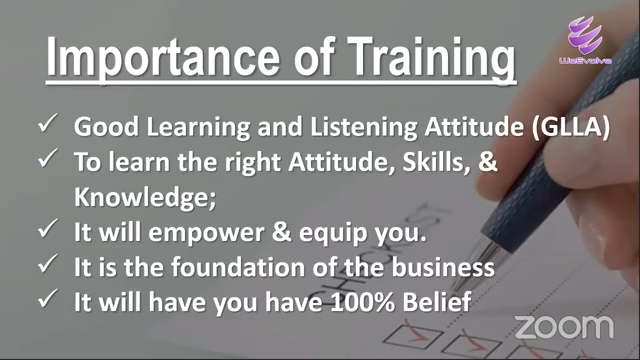 Importance of Training
WeEvolve
✓ Good Learning and Listening Attitude (GLLA)
✓ To learn the right Attitude, Skills, &
Knowledge;
✓ It will empower & equip you.
✓ It is the foundation of the business
✓ It will have you have 100% Belief
CHECKLIST
zoom